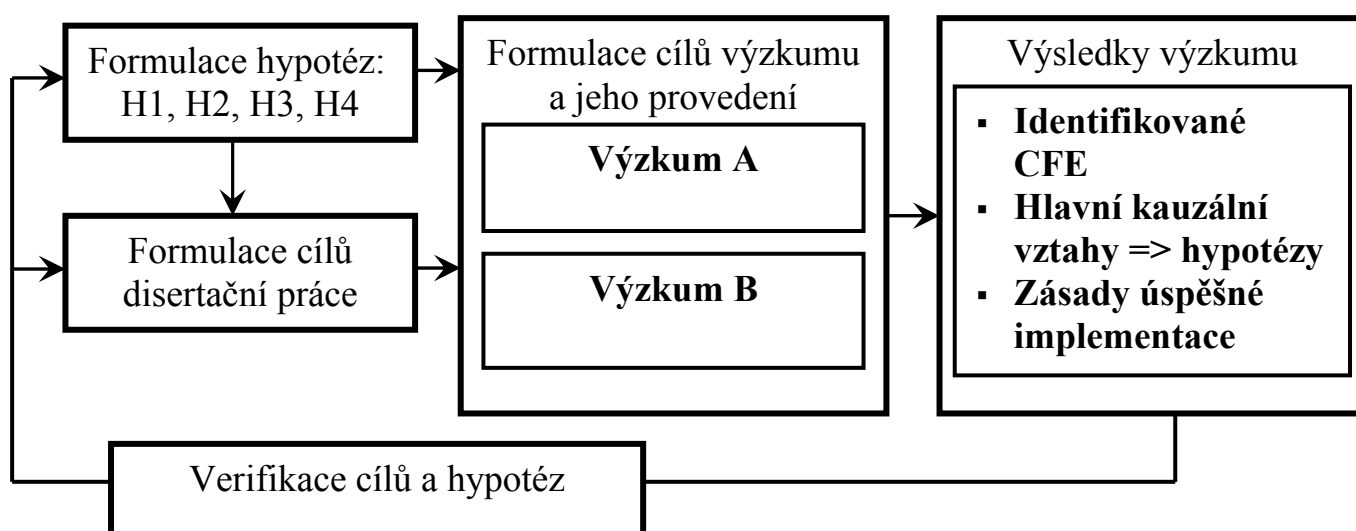 Formulace hypotéz:
H1, H2, H3, H4
Formulace cílů
disertační práce
Formulace cílů výzkumu
a jeho provedení
Výzkum A
Výzkum B
Výsledky výzkumu
▪ Identifikované
CFE
▪ Hlavní kauzální
vztahy => hypotézy
▪ Zásady úspěšné
implementace
Verifikace cílů a hypotéz